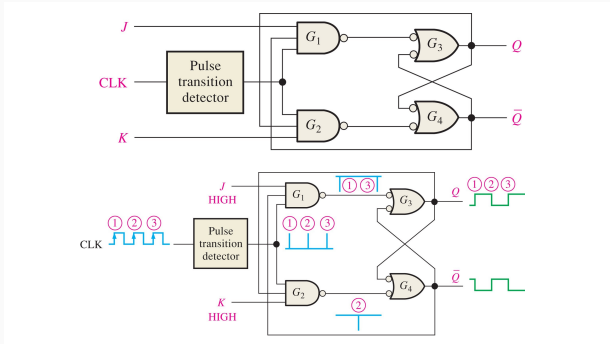 J
G1
G3
Q
Pulse
transition
detector
CLK
G2
G4
Q̅
K
J
HIGH
G1
① ③
G3
Q
① ② ③
① ② ③
CLK
Pulse
transition
detector
① ② ③
G2
G4
Q̅
K
HIGH
②